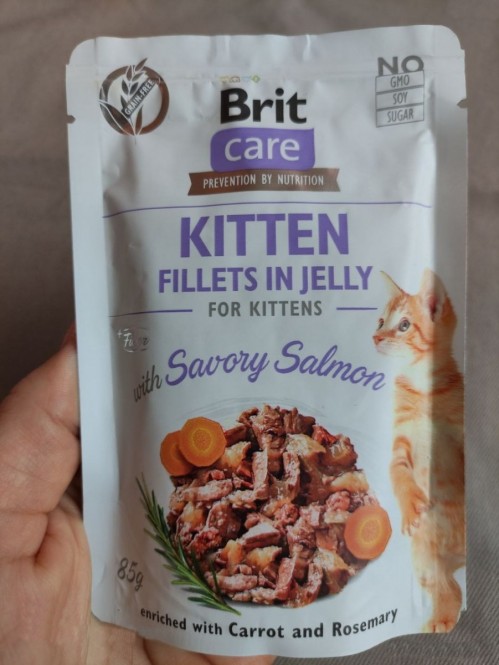 GRAIN-FREE
NO
GMO
SOY
SUGAR
Brit
care
PREVENTION BY NUTRITION
KITTEN
FILLETS IN JELLY
FOR KITTENS
with Savory Salmon
85g
enriched with Carrot and Rosemary